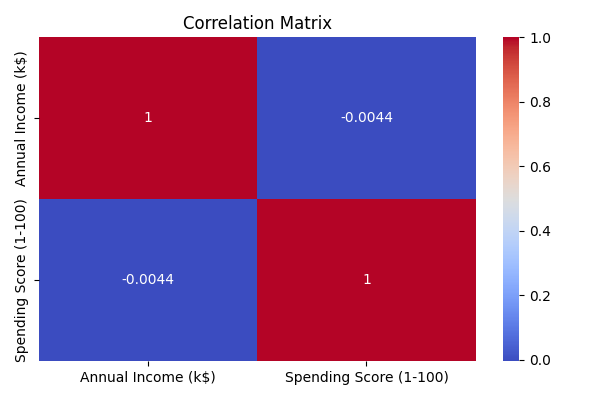 Correlation Matrix
Annual Income (k$)
1
-0.0044
Spending Score (1-100)
-0.0044
1
Annual Income (k$)
Spending Score (1-100)
1.0
0.8
0.6
0.4
0.2
0.0